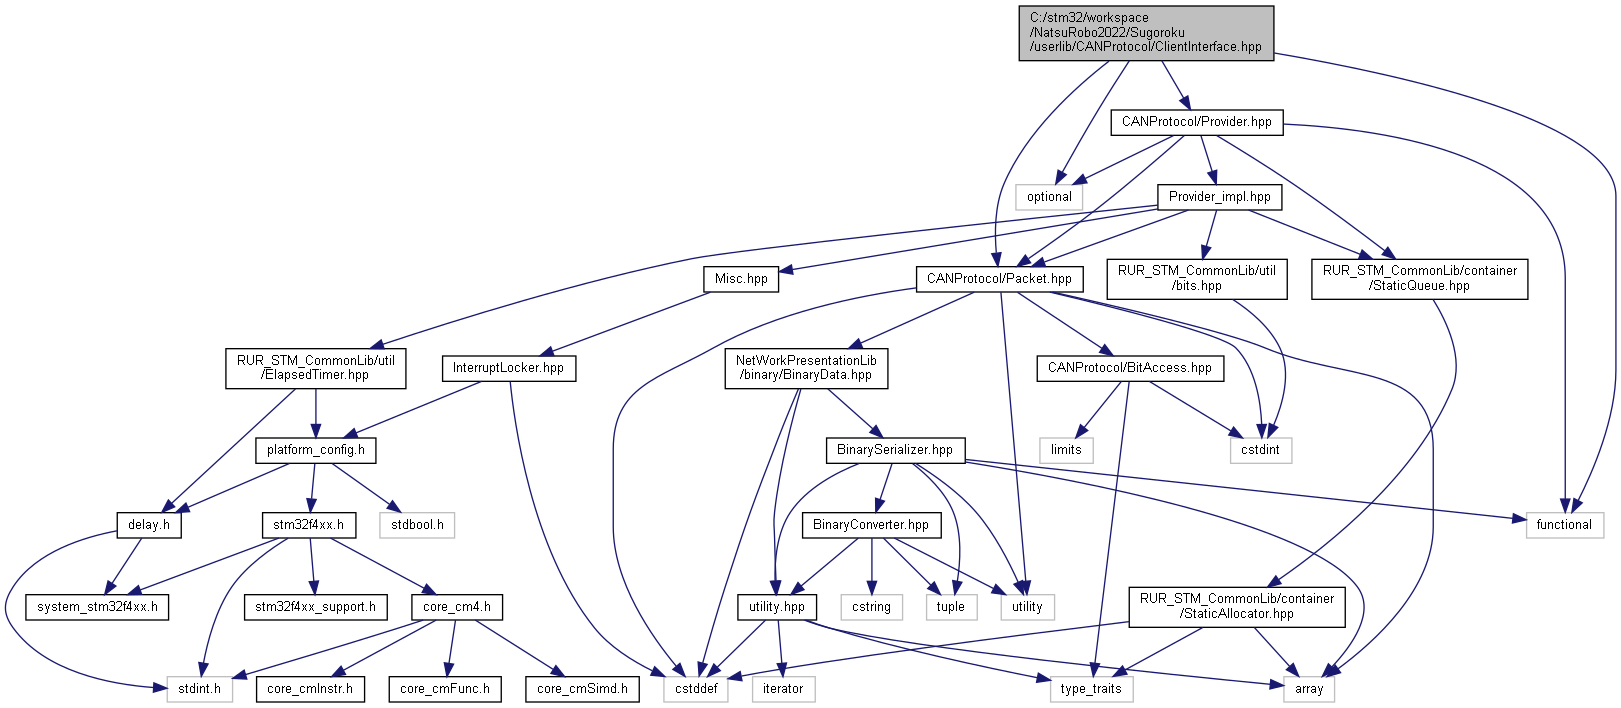 C:/stm32/workspace
/NatsuRobo2022/Sugoroku
/userlib/CANProtocol/ClientInterface.hpp
CANProtocol/Provider.hpp
optional
Provider_impl.hpp
Misc.hpp
CANProtocol/Packet.hpp
RUR_STM_CommonLib/util
/bits.hpp
RUR_STM_CommonLib/container
/StaticQueue.hpp
RUR_STM_CommonLib/util
/ElapsedTimer.hpp
InterruptLocker.hpp
NetWorkPresentationLib
/binary/BinaryData.hpp
CANProtocol/BitAccess.hpp
platform_config.h
BinarySerializer.hpp
limits
cstdint
delay.h
stm32f4xx.h
stdbool.h
BinaryConverter.hpp
functional
system_stm32f4xx.h
stm32f4xx_support.h
core_cm4.h
utility.hpp
cstring
tuple
utility
RUR_STM_CommonLib/container
/StaticAllocator.hpp
stdint.h
core_cmInstr.h
core_cmFunc.h
core_cmSimd.h
cstddef
iterator
type_traits
array